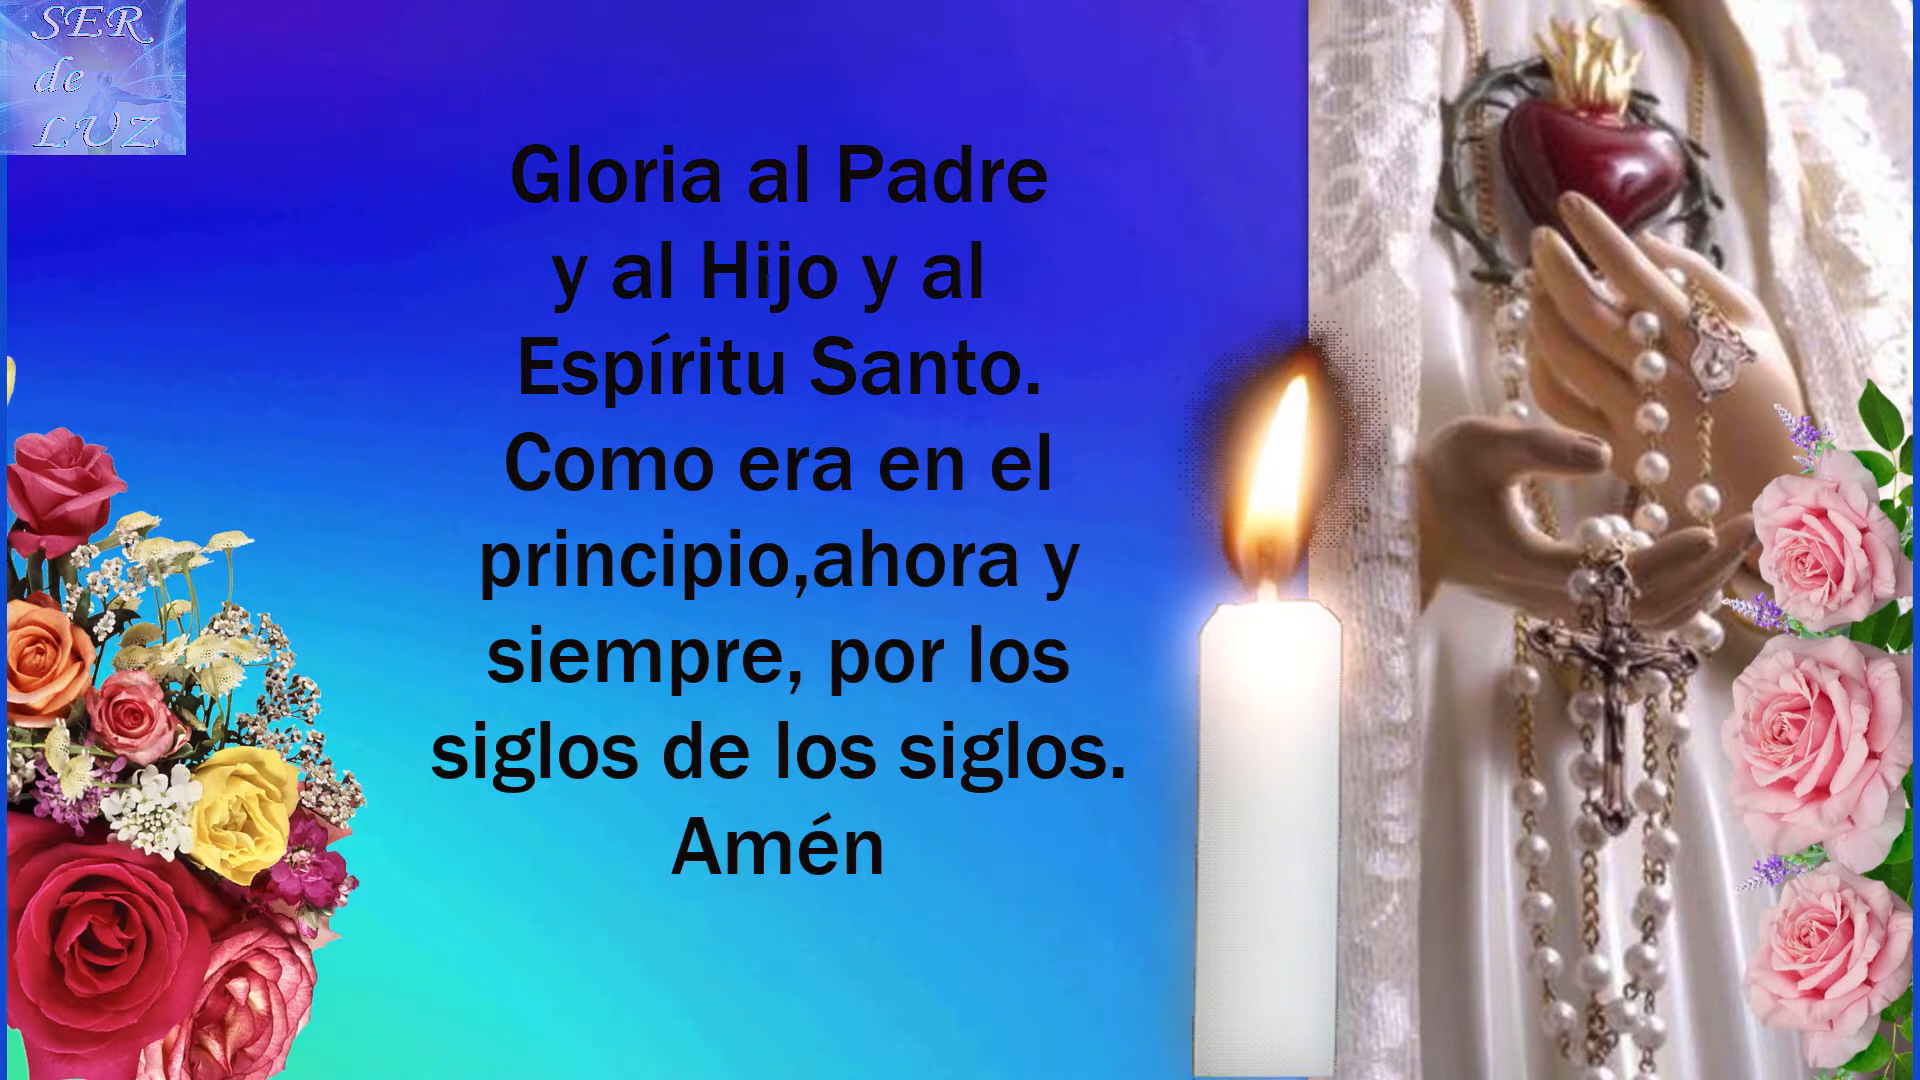 SER
de
LUZ
Gloria al Padre
y al Hijo y al
Espíritu Santo.
Como era en el
principio,ahora y
siempre, por los
siglos de los siglos.
Amén